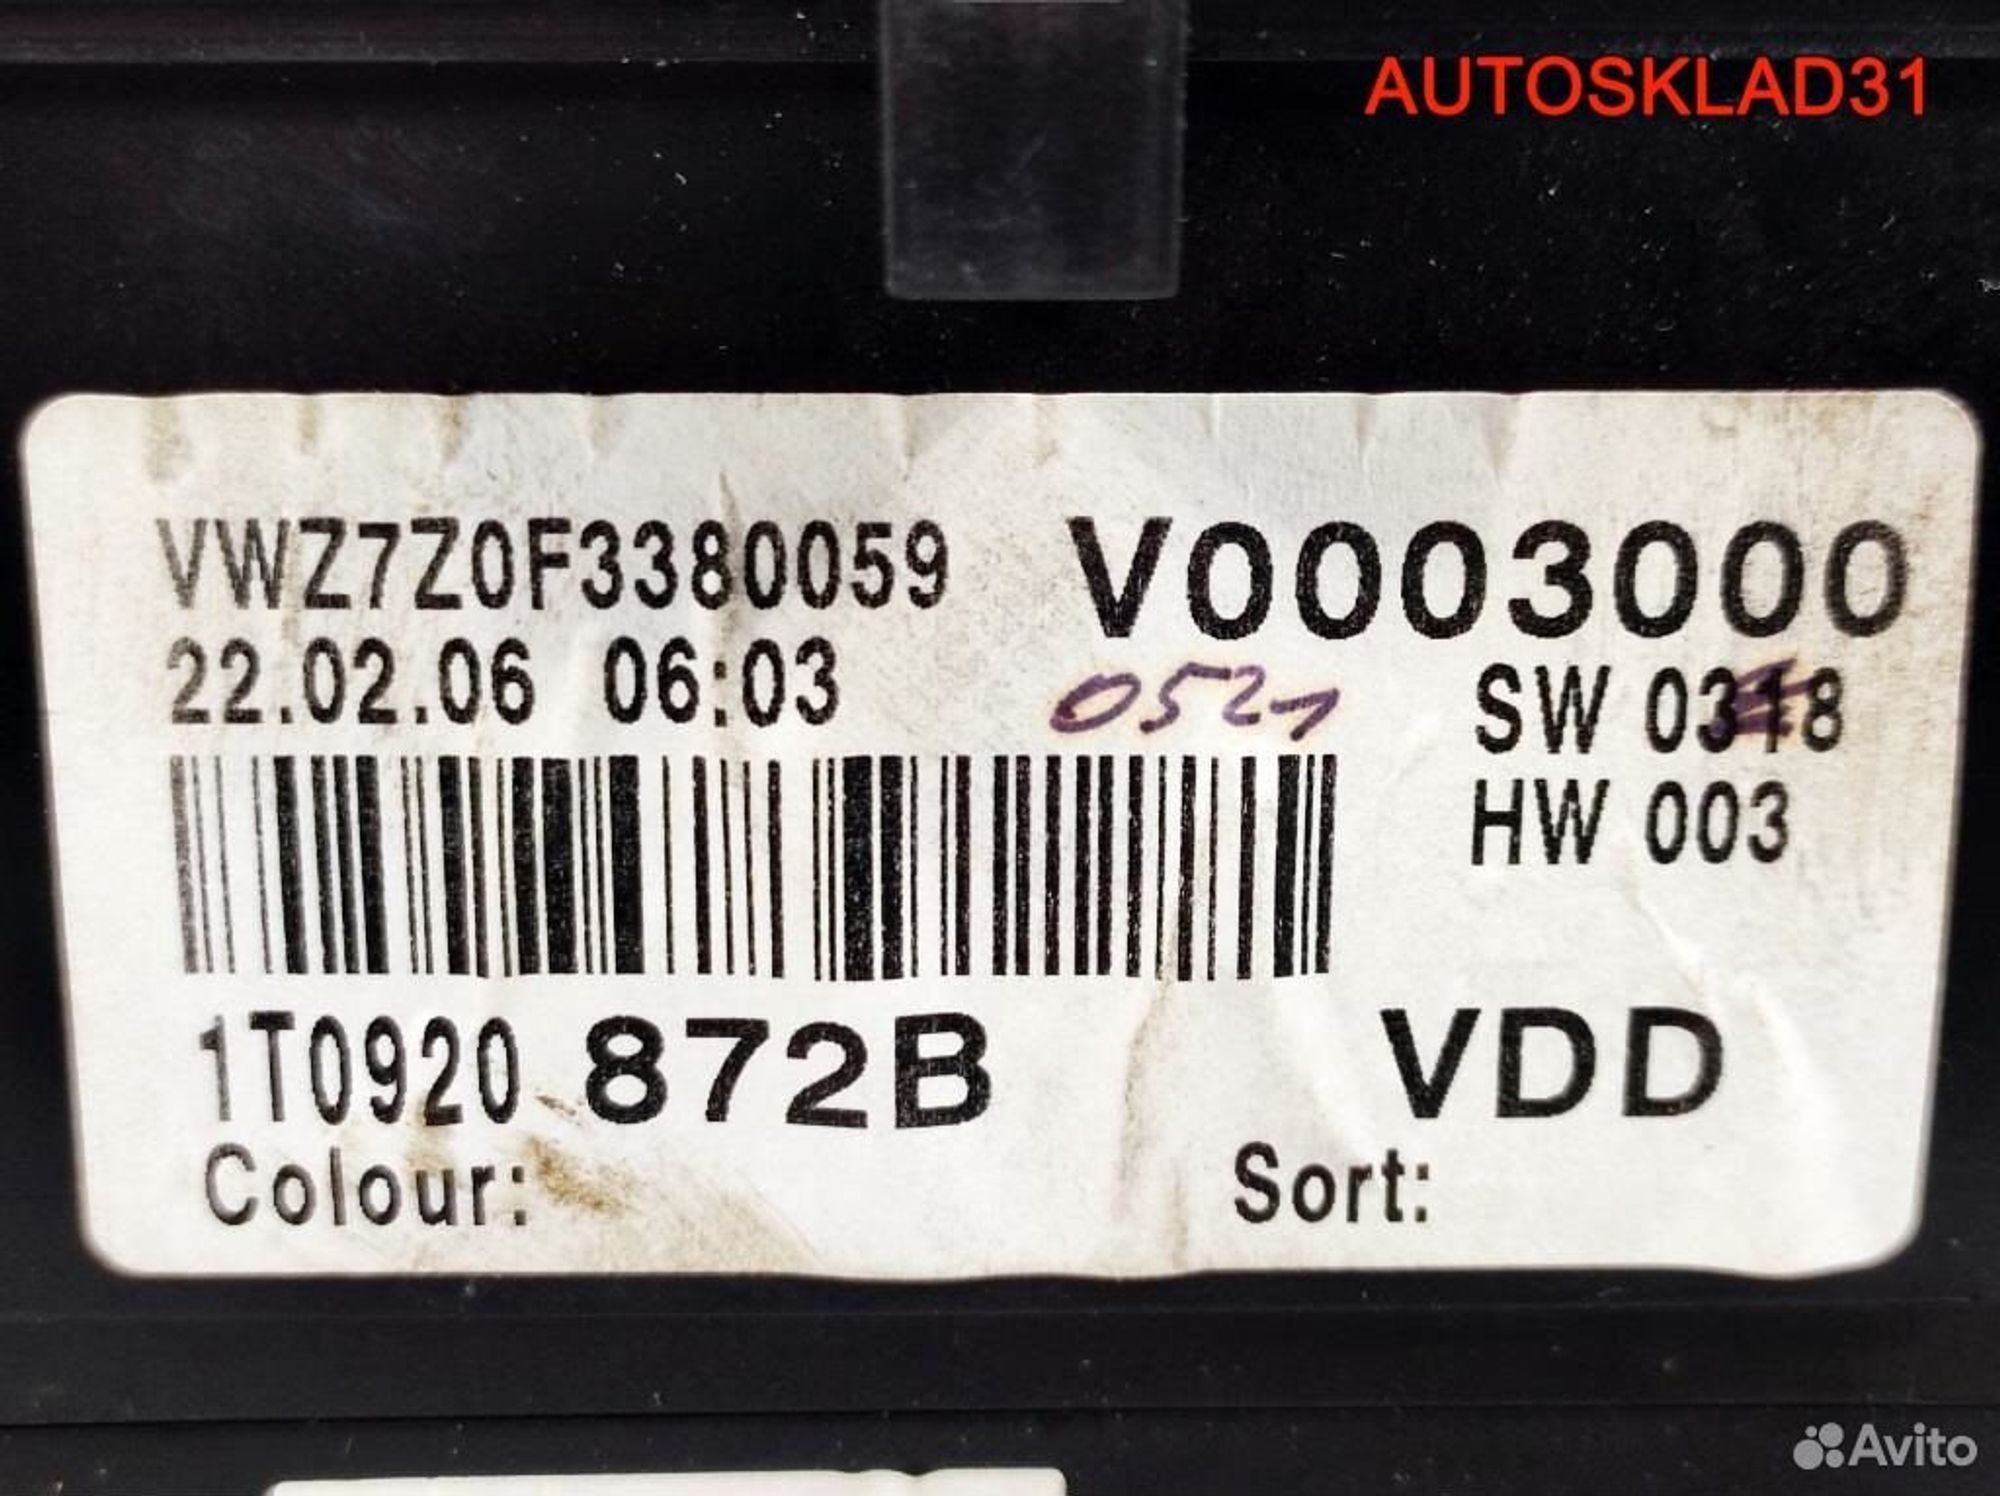 AUTOSKLAD31
VWZ7Z0F3380059 V0003000
22.02.06 06:03 0521 SW 0318
HW 003
1T0920 872B VDD
Colour: Sort:
Avito